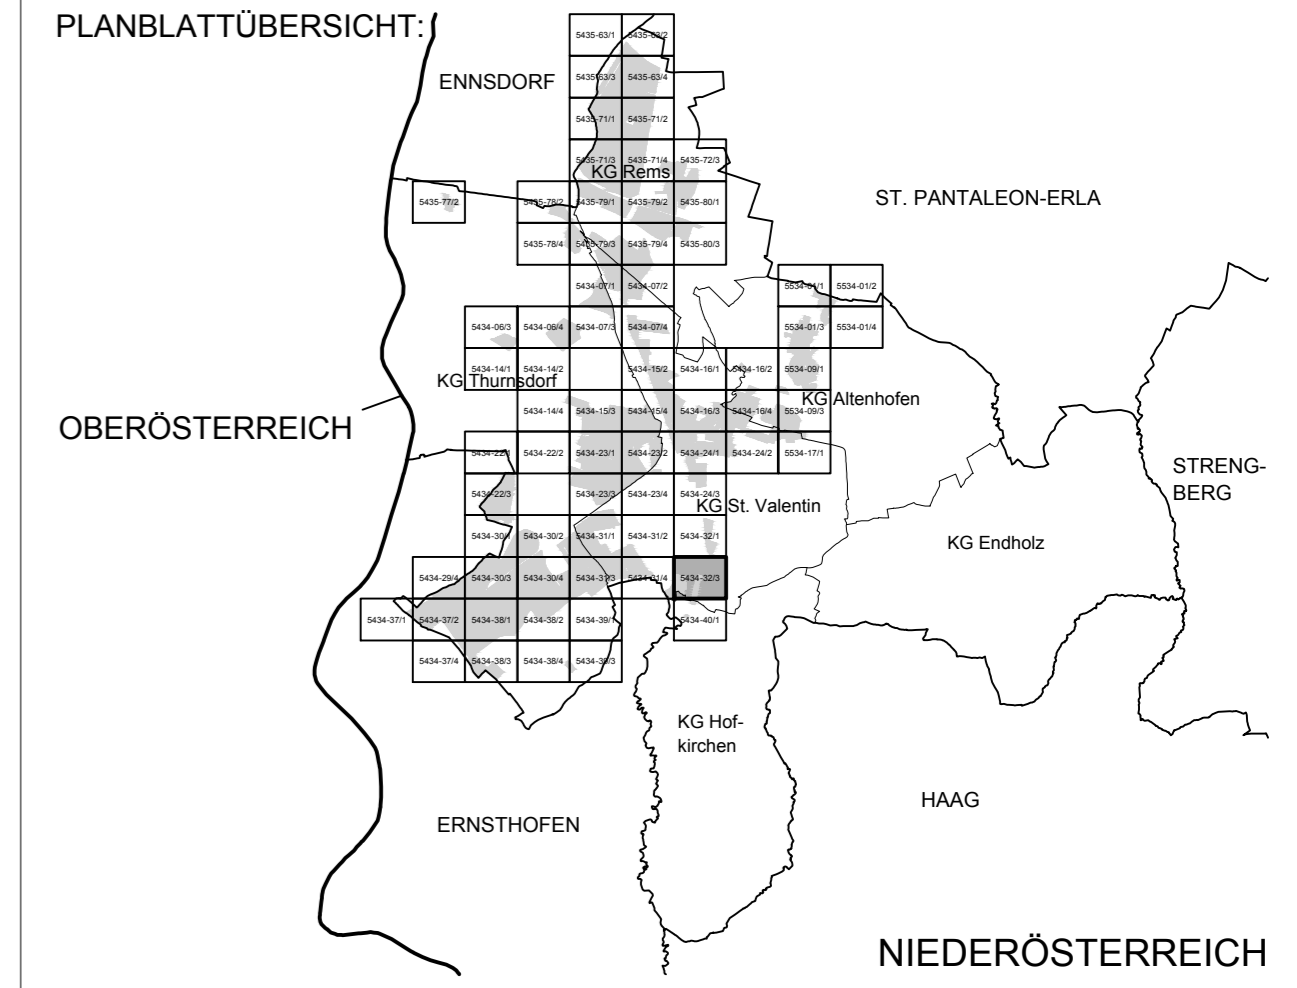 PLANBLATTÜBERSICHT:
5435-63/1 5435-63/2
ENNSDORF
5435-63/3 5435-63/4
5435-71/1 5435-71/2
5435-71/3 5435-71/4 5435-72/3
KG Rems
ST. PANTALEON-ERLA
5435-77/2 5435-78/2 5435-79/1 5435-79/2 5435-80/1
5435-78/4 5435-79/3 5435-79/4 5435-80/3
5434-07/1 5434-07/2 5534-01/1 5534-01/2
5434-06/3 5434-06/4 5434-07/3 5434-07/4 5534-01/3 5534-01/4
5434-14/1 5434-14/2 5434-15/2 5434-16/1 5434-16/2 5534-09/1
KG Thurnsdorf
KG Altenhofen
5434-14/4 5434-15/3 5434-15/4 5434-16/3 5434-16/4 5534-09/3
OBERÖSTERREICH
5434-22/1 5434-22/2 5434-23/1 5434-23/2 5434-24/1 5434-24/2 5534-17/1
STRENG-
BERG
5434-22/3 5434-23/3 5434-23/4 5434-24/3
KG St. Valentin
5434-30/1 5434-30/2 5434-31/1 5434-31/2 5434-32/1
KG Endholz
5434-29/4 5434-30/3 5434-30/4 5434-31/3 5434-31/4 5434-32/3
5434-37/1 5434-37/2 5434-38/1 5434-38/2 5434-39/1 5434-40/1
5434-37/4 5434-38/3 5434-38/4 5434-39/3
KG Hof-
kirchen
HAAG
ERNSTHOFEN
NIEDERÖSTERREICH